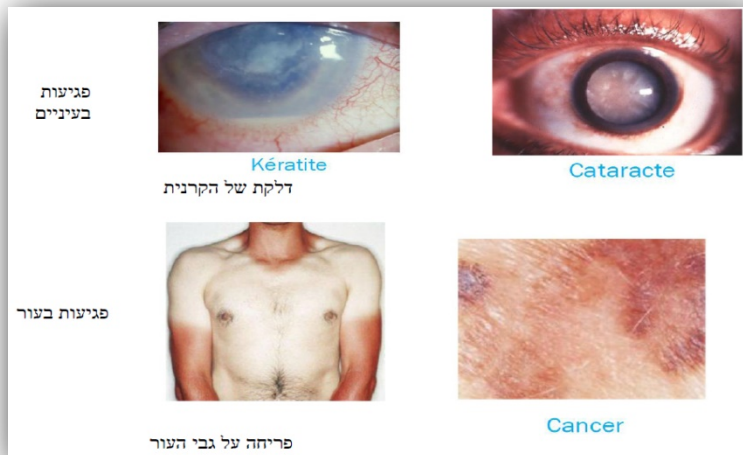 פגיעות
בעיניים
Kératite
Cataracte
דלקת של הקרנית
פגיעות בעור
Cancer
פריחה על גבי העור